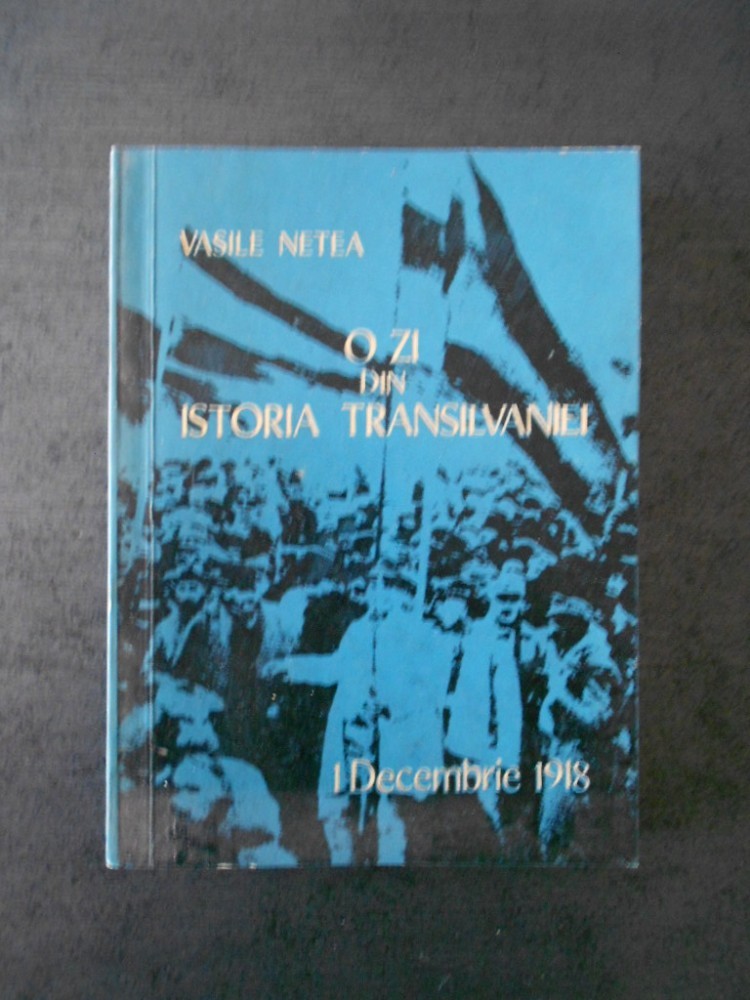 VASILE NETEA
O ZI
DIN
ISTORIA TRANSILVANIEI
1 Decembrie 1918